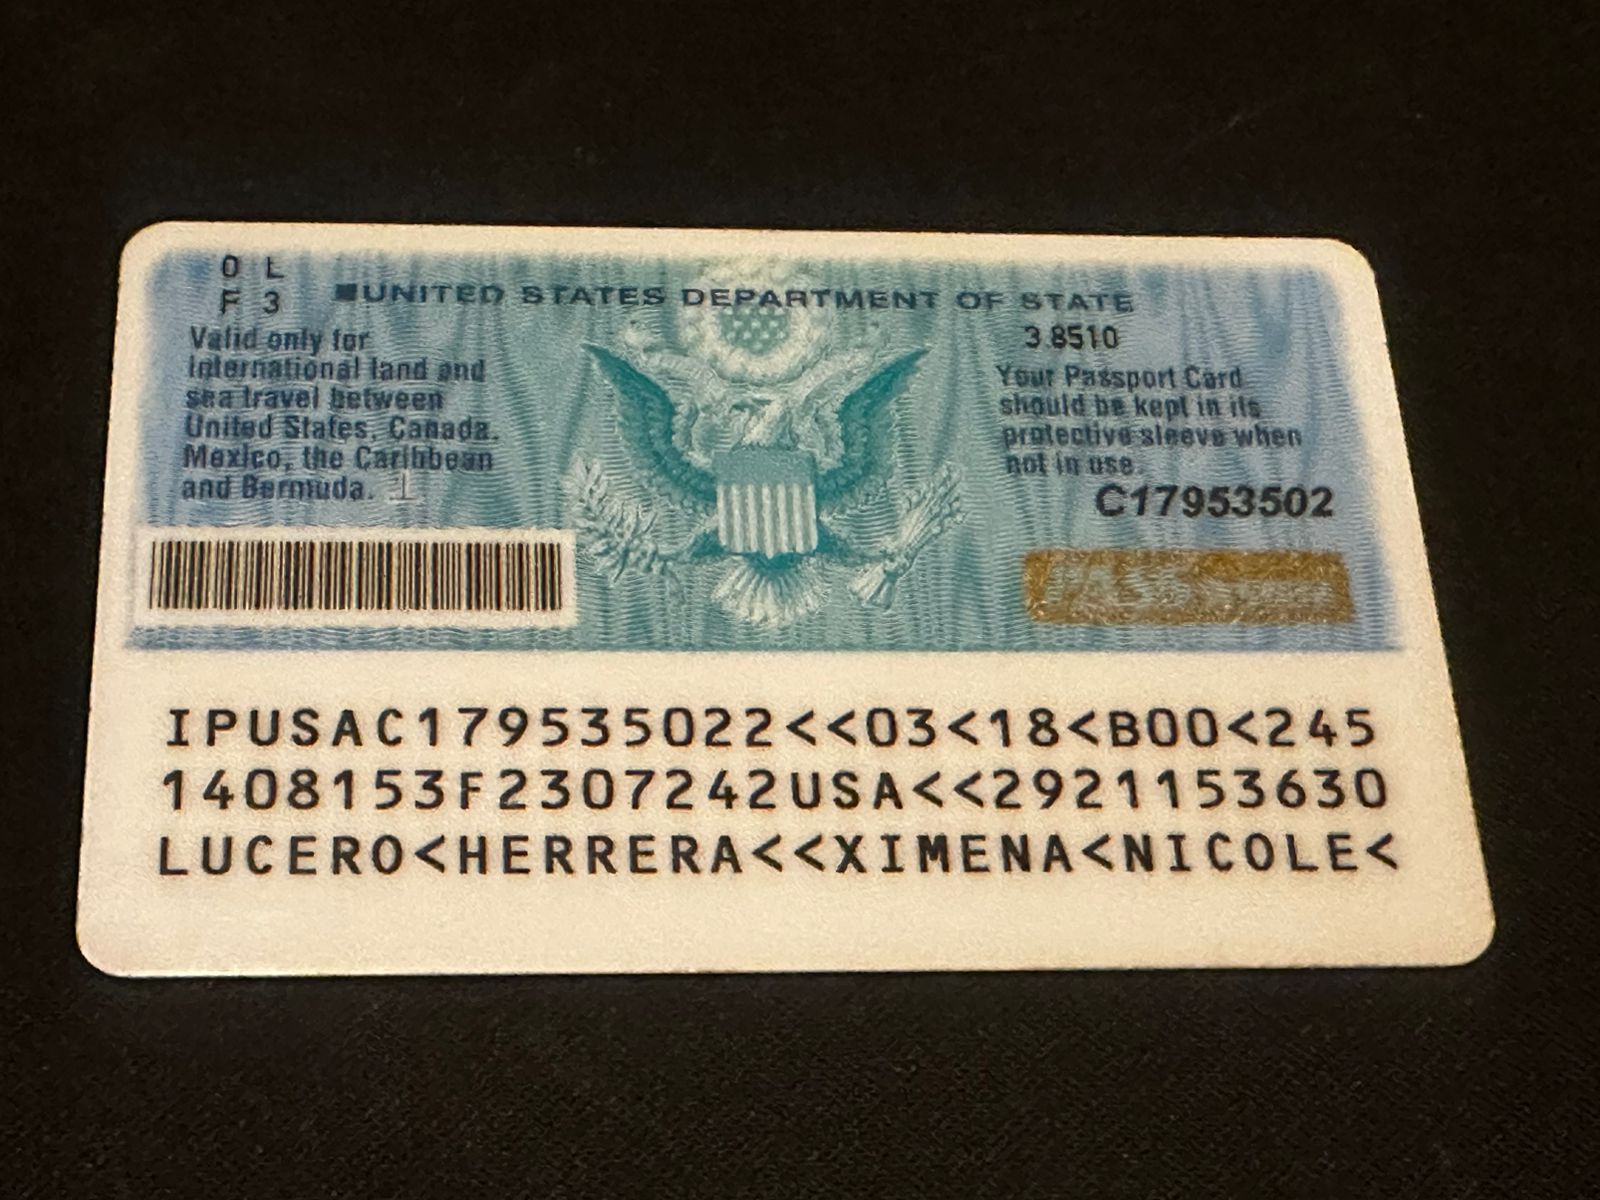 0 L
F 3
UNITED STATES DEPARTMENT OF STATE
Valid only for
international land and
sea travel between
United States, Canada,
Mexico, the Caribbean
and Bermuda.
3 8510
Your Passport Card
should be kept in its
protective sleeve when
not in use.
C17953502
PASS
IPUSAC179535022<<03<18<B00<245
1408153F2307242USA<<2921153630
LUCERO<HERRERA<<XIMENA<NICOLE<